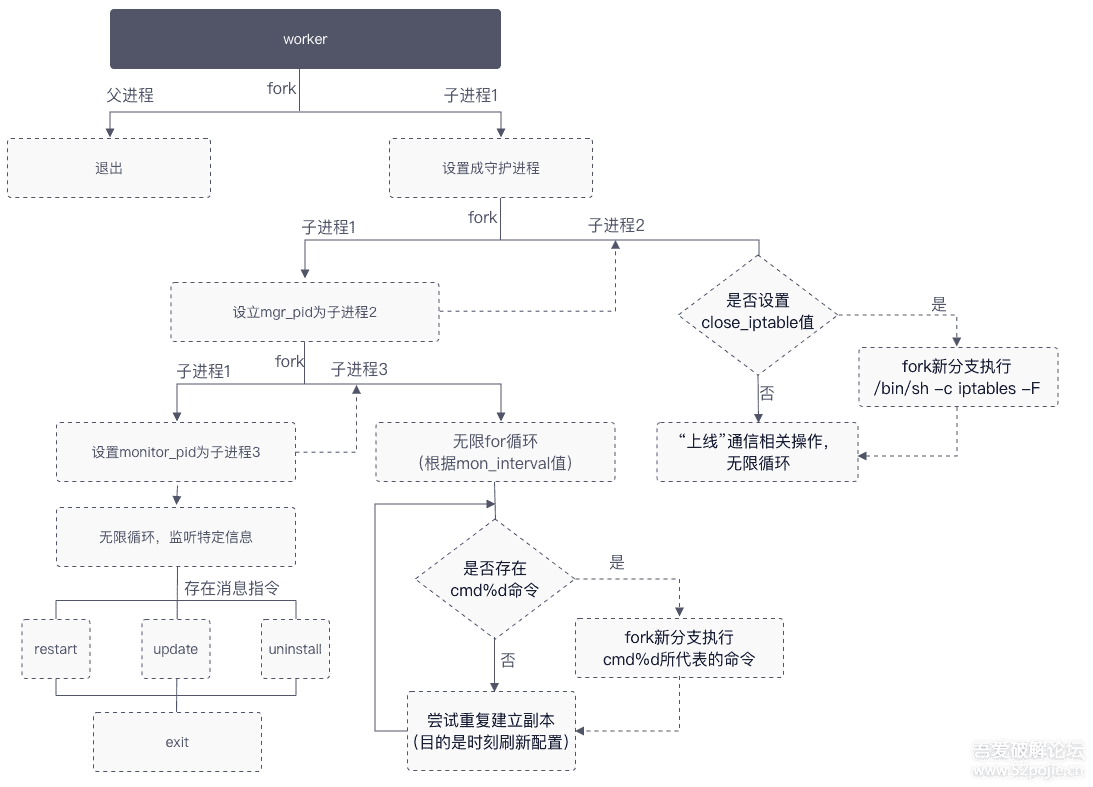 worker
fork
父进程
子进程1
退出
设置成守护进程
fork
子进程1
子进程2
设立mgr_pid为子进程2
是否设置
close_iptable值
是
fork新分支执行
/bin/sh -c iptables -F
否
“上线”通信相关操作，
无限循环
fork
子进程1
子进程3
设置monitor_pid为子进程3
无限for循环
（根据mon_interval值）
无限循环，监听特定信息
存在消息指令
restart
update
uninstall
exit
是否存在
cmd%d命令
是
fork新分支执行
cmd%d所代表的命令
否
尝试重复建立副本
（目的是时刻刷新配置）
吾爱破解论坛
www.52pojie.cn